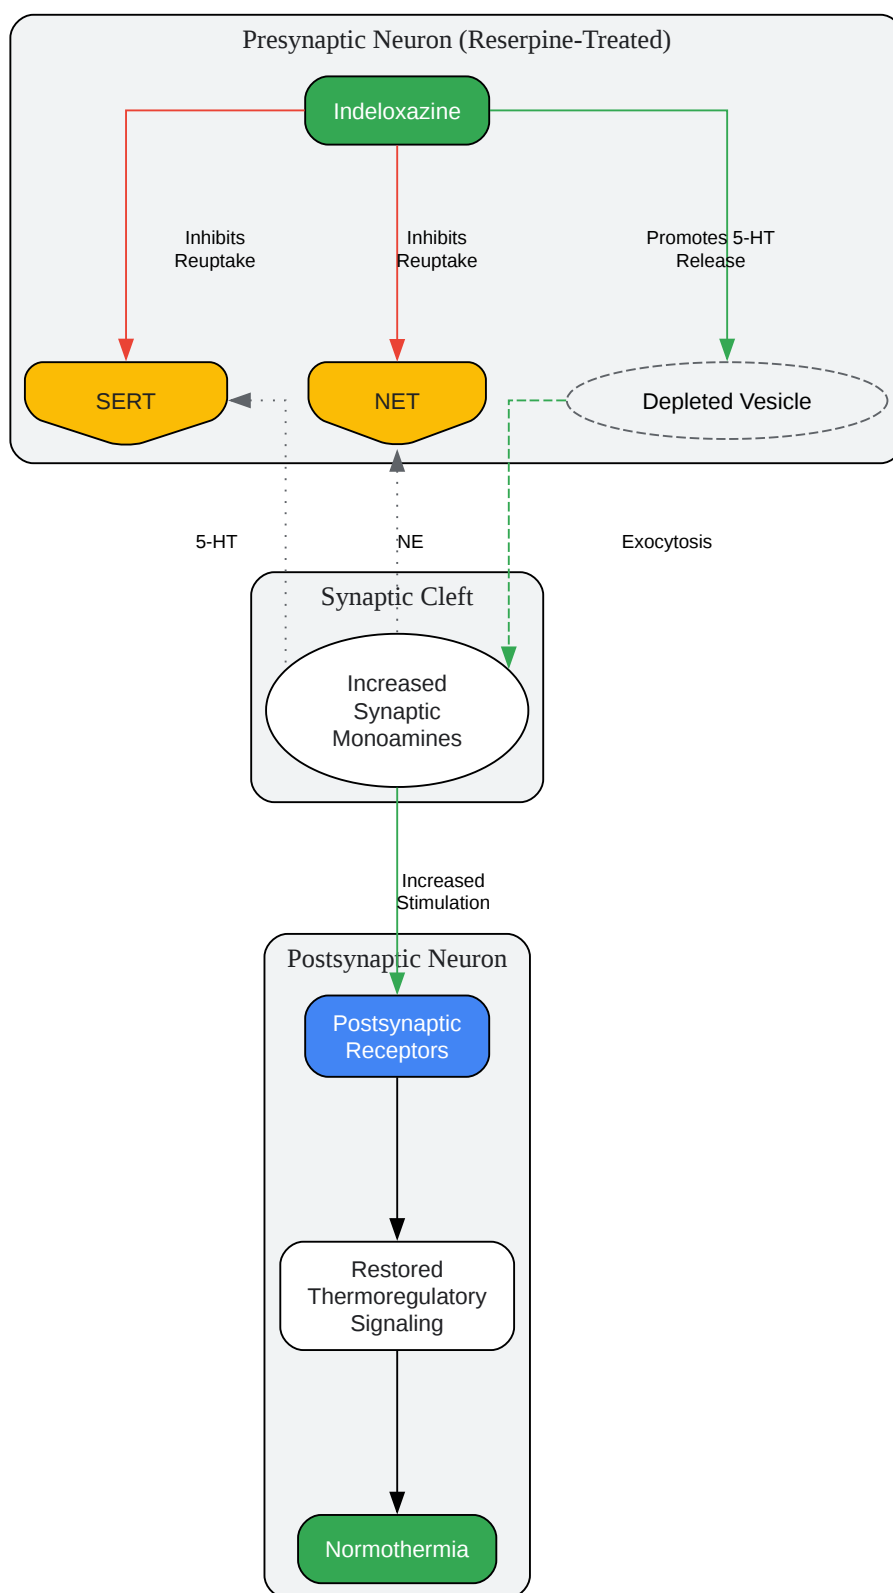 Presynaptic Neuron (Reserpine-Treated)
Indeloxazine
Inhibits
Reuptake
Inhibits
Reuptake
Promotes 5-HT
Release
SERT
NET
Depleted Vesicle
5-HT
NE
Exocytosis
Synaptic Cleft
Increased
Synaptic
Monoamines
Increased
Stimulation
Postsynaptic Neuron
Postsynaptic
Receptors
Restored
Thermoregulatory
Signaling
Normothermia